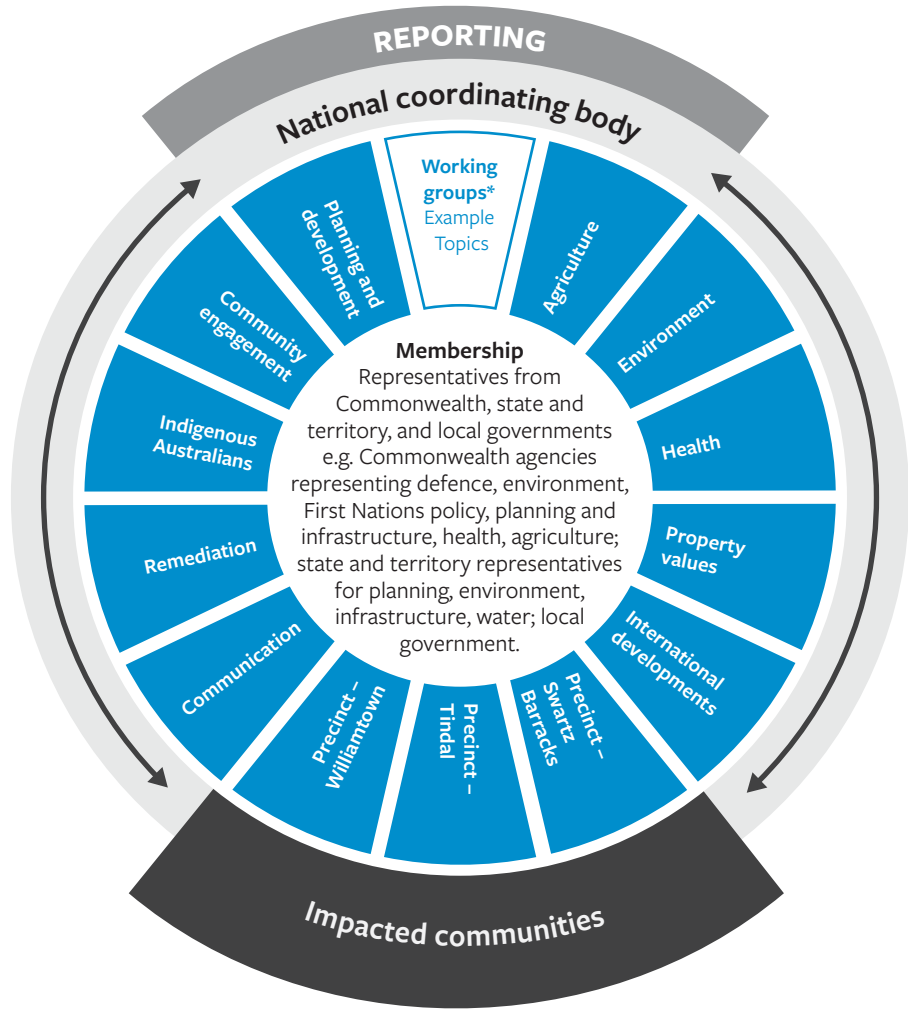 REPORTING
National coordinating body
Working
groups*
Example
Topics
Agriculture
Environment
Health
Property
values
International
developments
Precinct –
Swartz
Barracks
Precinct –
Tindal
Precinct –
Williamtown
Communication
Remediation
Indigenous
Australians
Community
engagement
Planning and
development
Membership
Representatives from
Commonwealth, state and
territory, and local governments
e.g. Commonwealth agencies
representing defence, environment,
First Nations policy, planning and
infrastructure, health, agriculture;
state and territory representatives
for planning, environment,
infrastructure, water; local
government.
Impacted communities